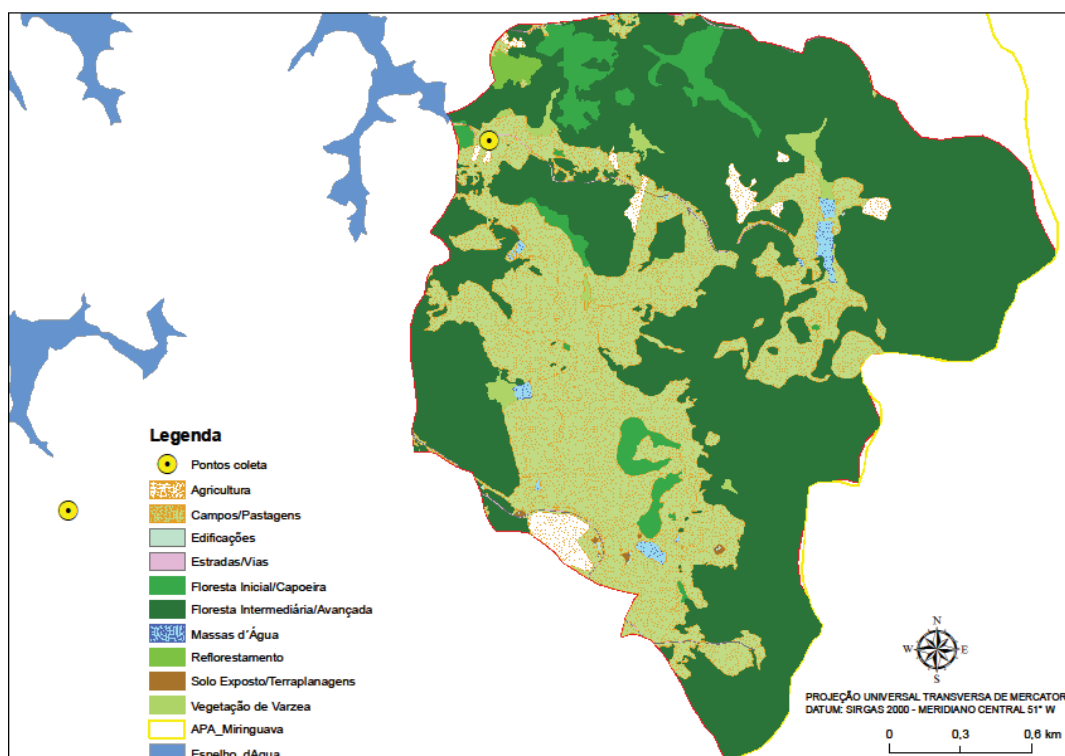 Legenda
Pontos coleta
Agricultura
Campos/Pastagens
Edificações
Estradas/Vias
Floresta Inicial/Capoeira
Floresta Intermediária/Avançada
Massas d´Água
Reflorestamento
Solo Exposto/Terraplanagens
Vegetação de Varzea
APA_Miringuava
Espelho_dAgua
N
W
E
S
PROJEÇÃO UNIVERSAL TRANSVERSA DE MERCATOR
DATUM: SIRGAS 2000 - MERIDIANO CENTRAL 51° W
0 0,3 0,6 km